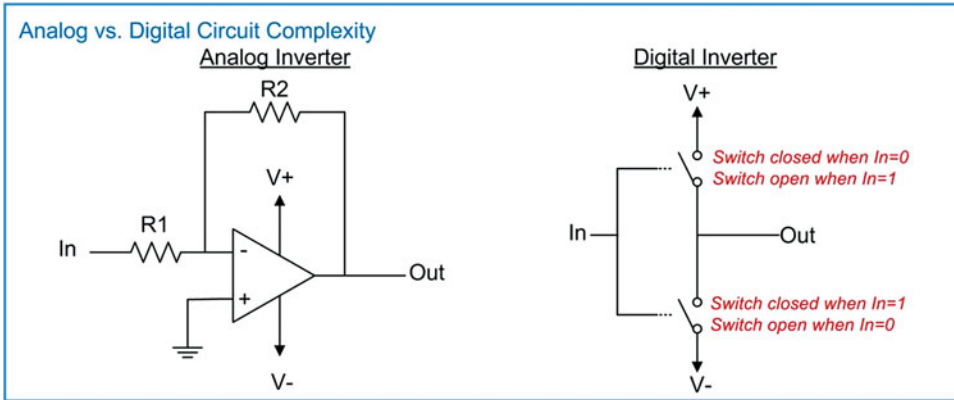 Analog vs. Digital Circuit Complexity
Analog Inverter
R2
V+
R1
In
-
+
Out
V-
Digital Inverter
V+
Switch closed when In=0
Switch open when In=1
In
Out
Switch closed when In=1
Switch open when In=0
V-